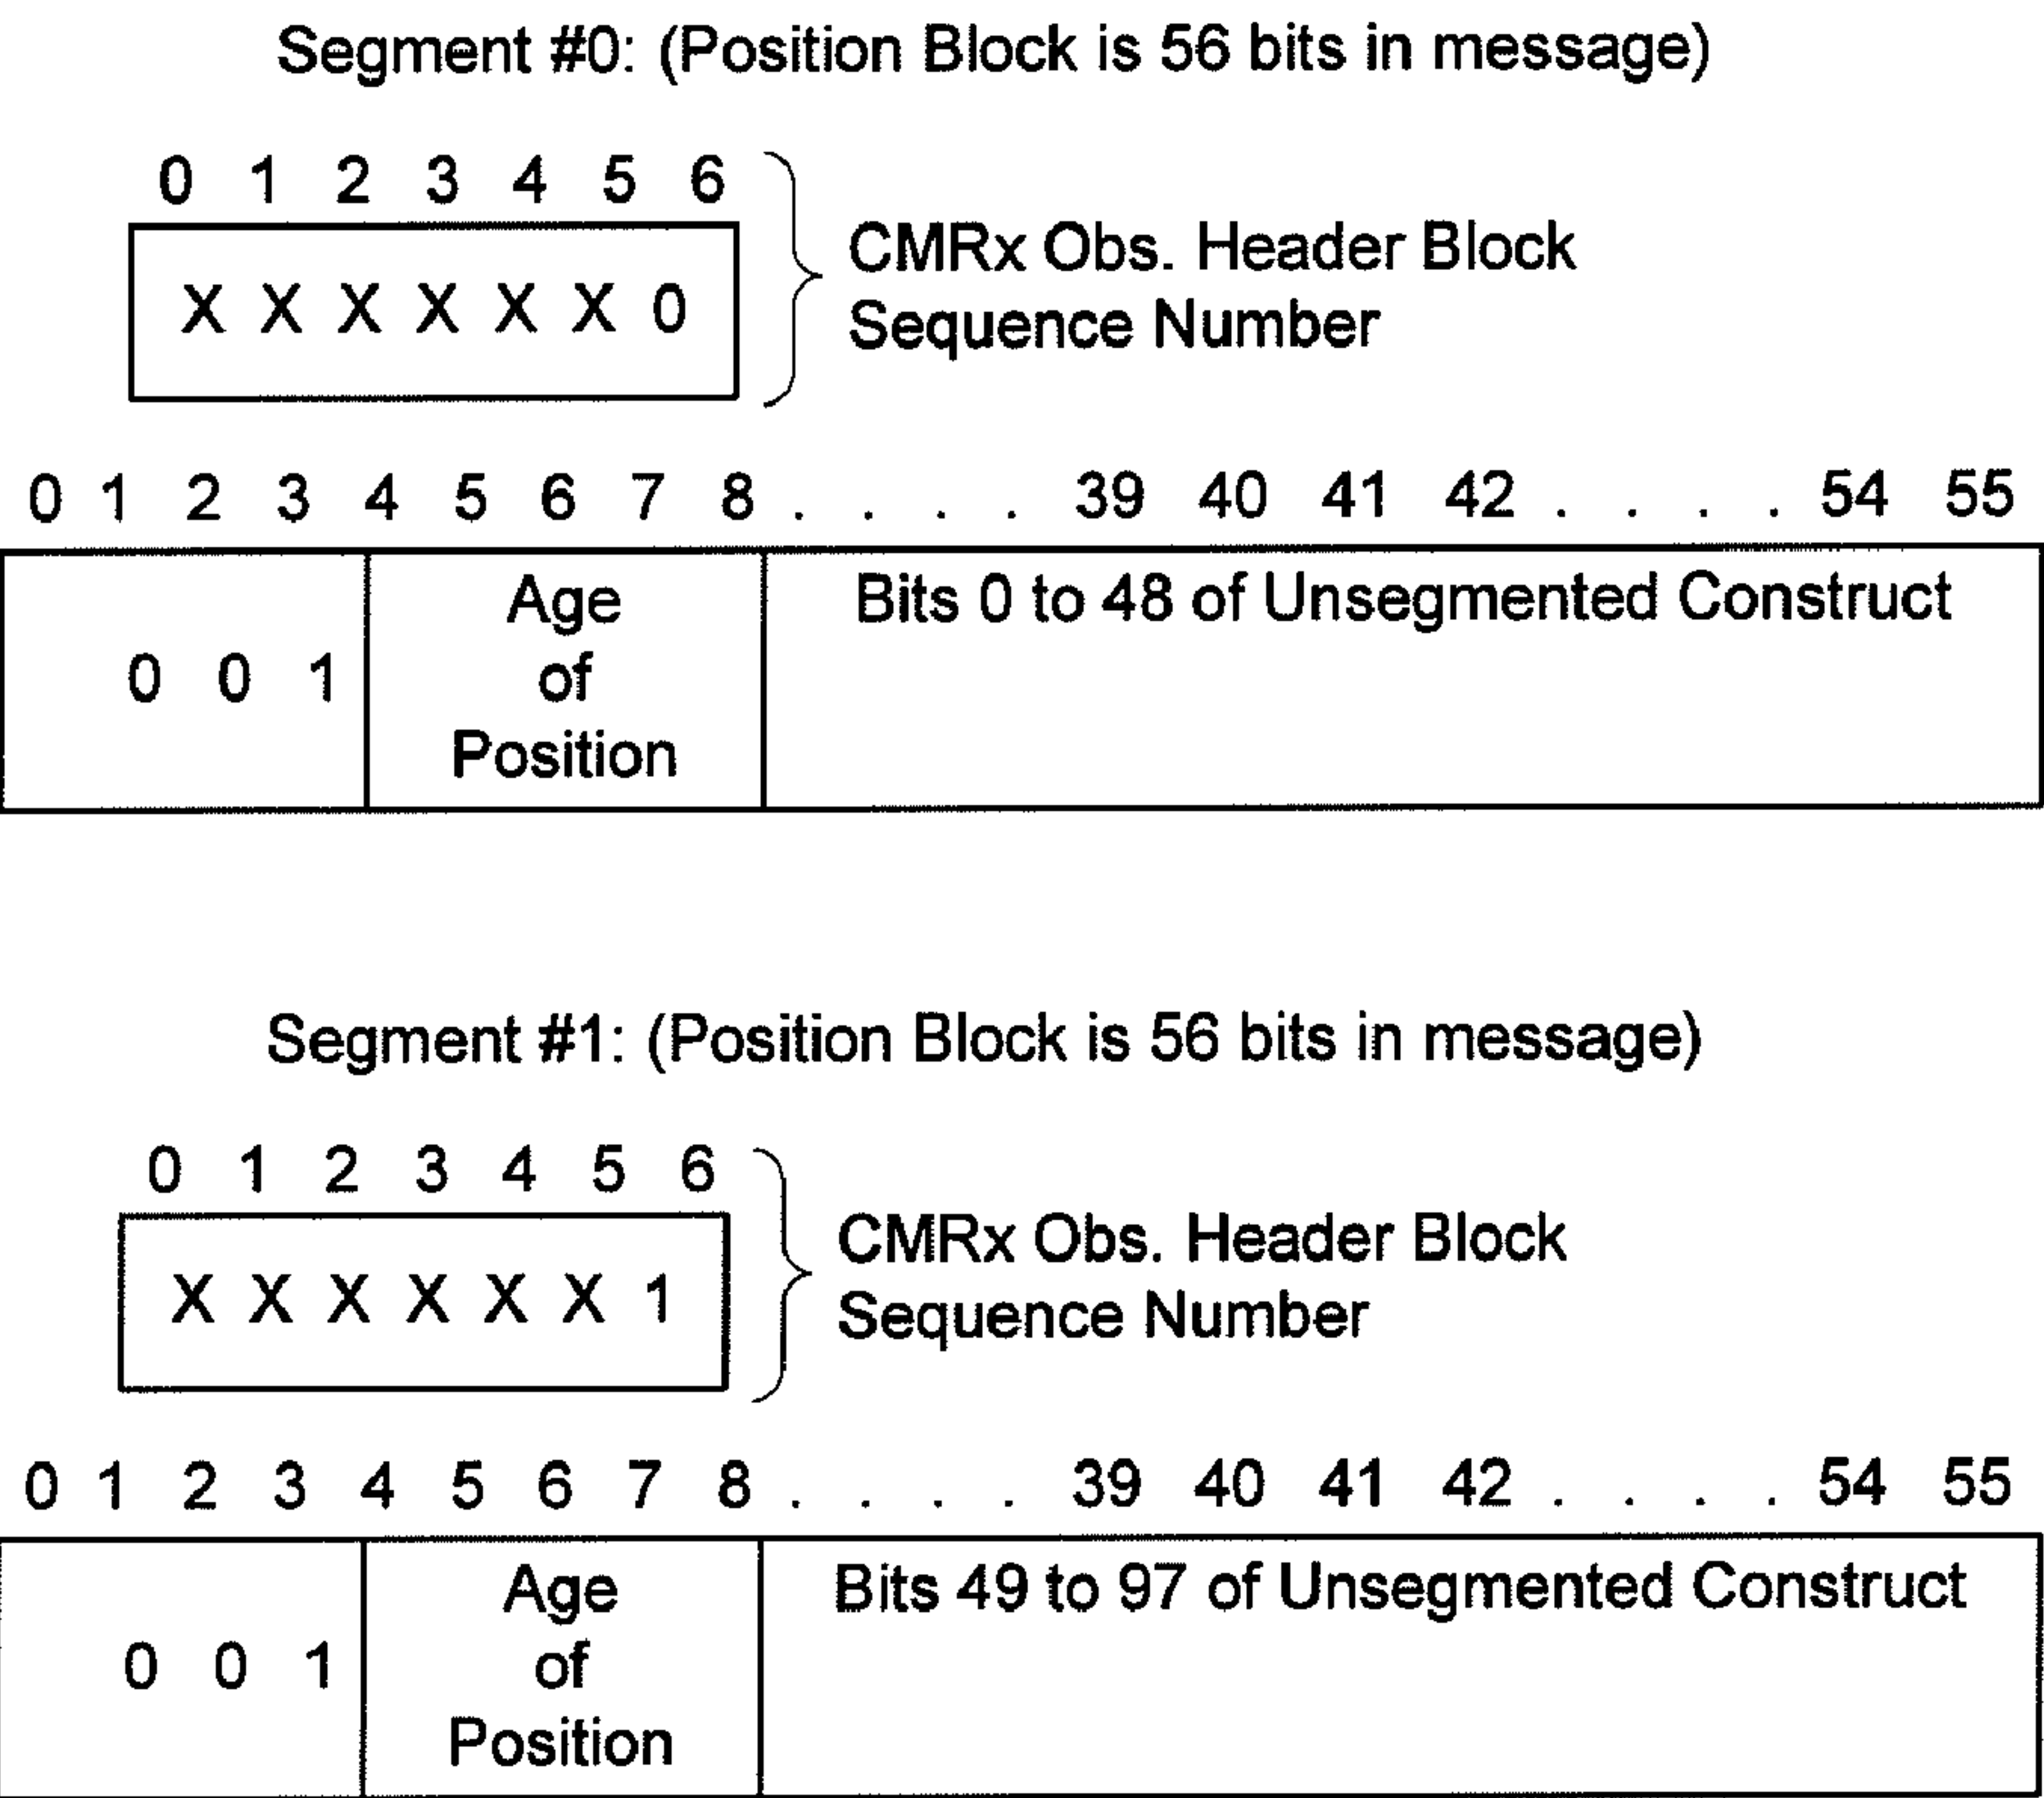 Segment #0: (Position Block is 56 bits in message)
0 1 2 3 4 5 6
X X X X X X 0
CMRx Obs. Header Block
Sequence Number
0 1 2 3 4 5 6 7 8 . . . . 39 40 41 42 . . . . 54 55
0 0 1
Age
of
Position
Bits 0 to 48 of Unsegmented Construct
Segment #1: (Position Block is 56 bits in message)
0 1 2 3 4 5 6
X X X X X X 1
CMRx Obs. Header Block
Sequence Number
0 1 2 3 4 5 6 7 8 . . . . 39 40 41 42 . . . . 54 55
0 0 1
Age
of
Position
Bits 49 to 97 of Unsegmented Construct